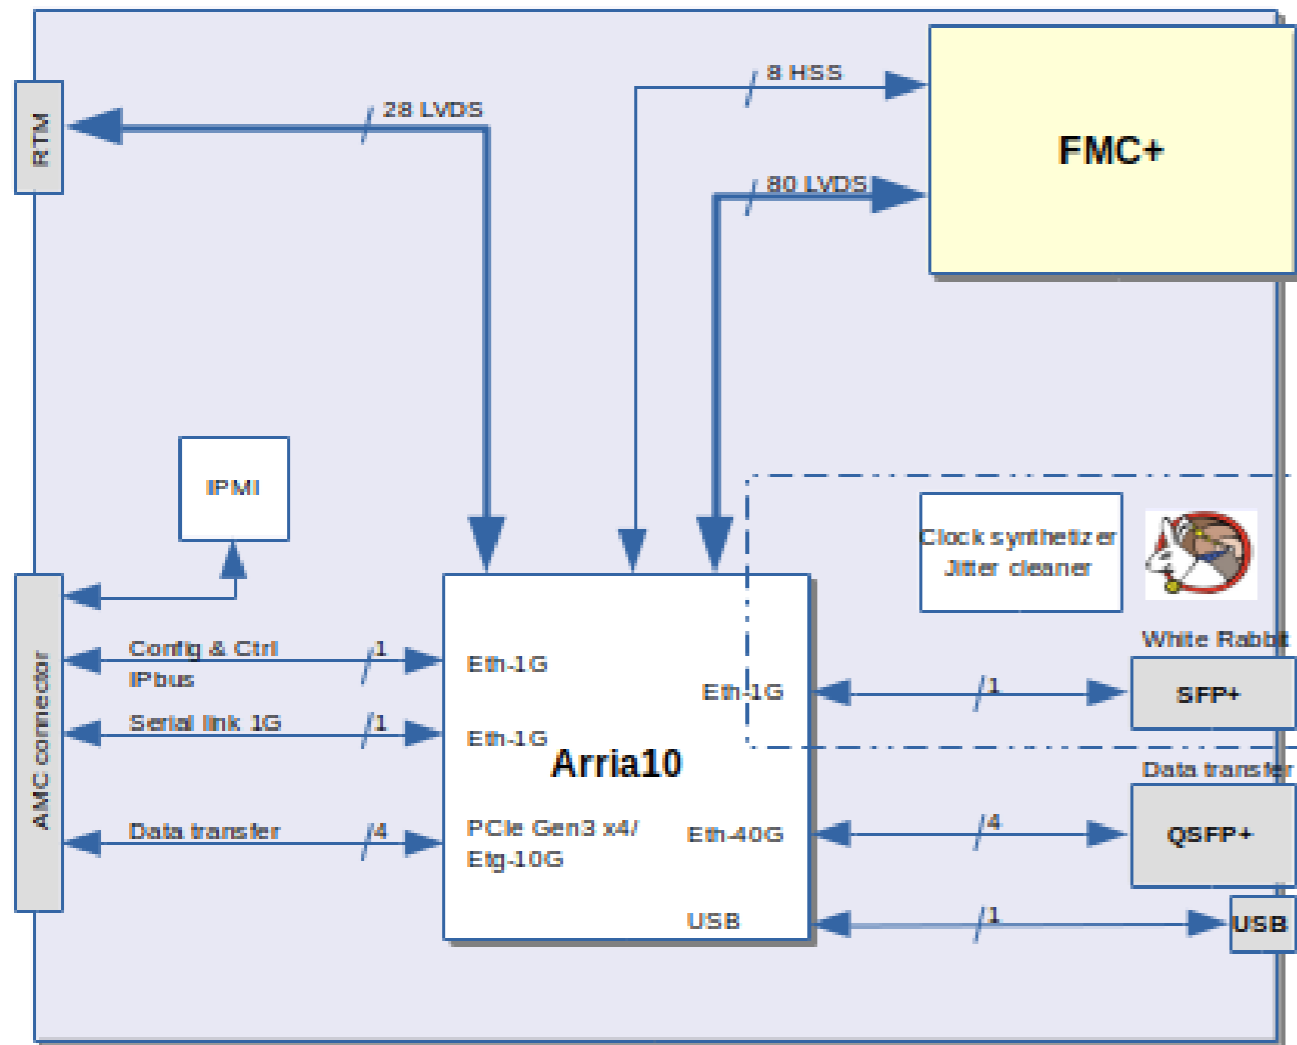 8 HSS
28 LVDS
RTM
FMC+
80 LVDS
IPMI
Clock synthetizer
Jitter cleaner
White Rabbit
AMC connector
Config & Ctrl
IPbus
/1
Eth-1G
Eth-1G
/1
SFP+
Serial link 1G
/1
Eth-1G
Arria10
Data transfer
Data transfer
/4
PCIe Gen3 x4/
Etg-10G
Eth-40G
/4
QSFP+
USB
/1
USB